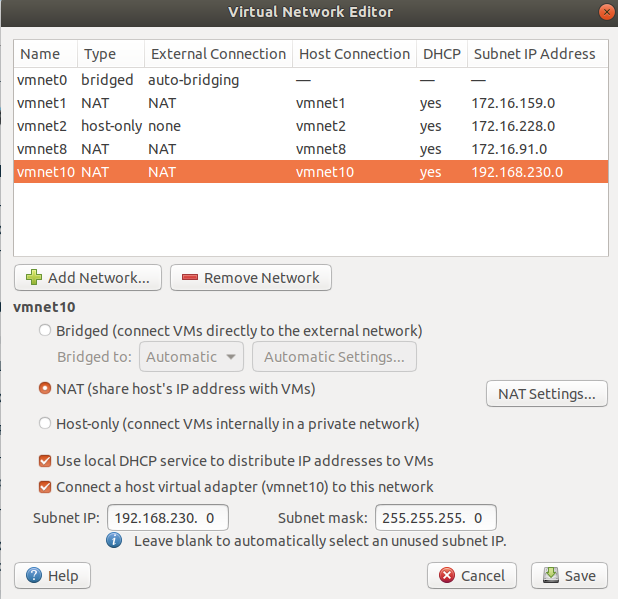 Virtual Network Editor
Name Type External Connection Host Connection DHCP Subnet IP Address
vmnet0 bridged auto-bridging — — —
vmnet1 NAT NAT vmnet1 yes 172.16.159.0
vmnet2 host-only none vmnet2 yes 172.16.228.0
vmnet8 NAT NAT vmnet8 yes 172.16.91.0
vmnet10 NAT NAT vmnet10 yes 192.168.230.0
Add Network... Remove Network
vmnet10
Bridged (connect VMs directly to the external network)
Bridged to: Automatic Automatic Settings...
NAT (share host's IP address with VMs) NAT Settings...
Host-only (connect VMs internally in a private network)
Use local DHCP service to distribute IP addresses to VMs
Connect a host virtual adapter (vmnet10) to this network
Subnet IP: 192.168.230. 0 Subnet mask: 255.255.255. 0
Leave blank to automatically select an unused subnet IP.
Help Cancel Save